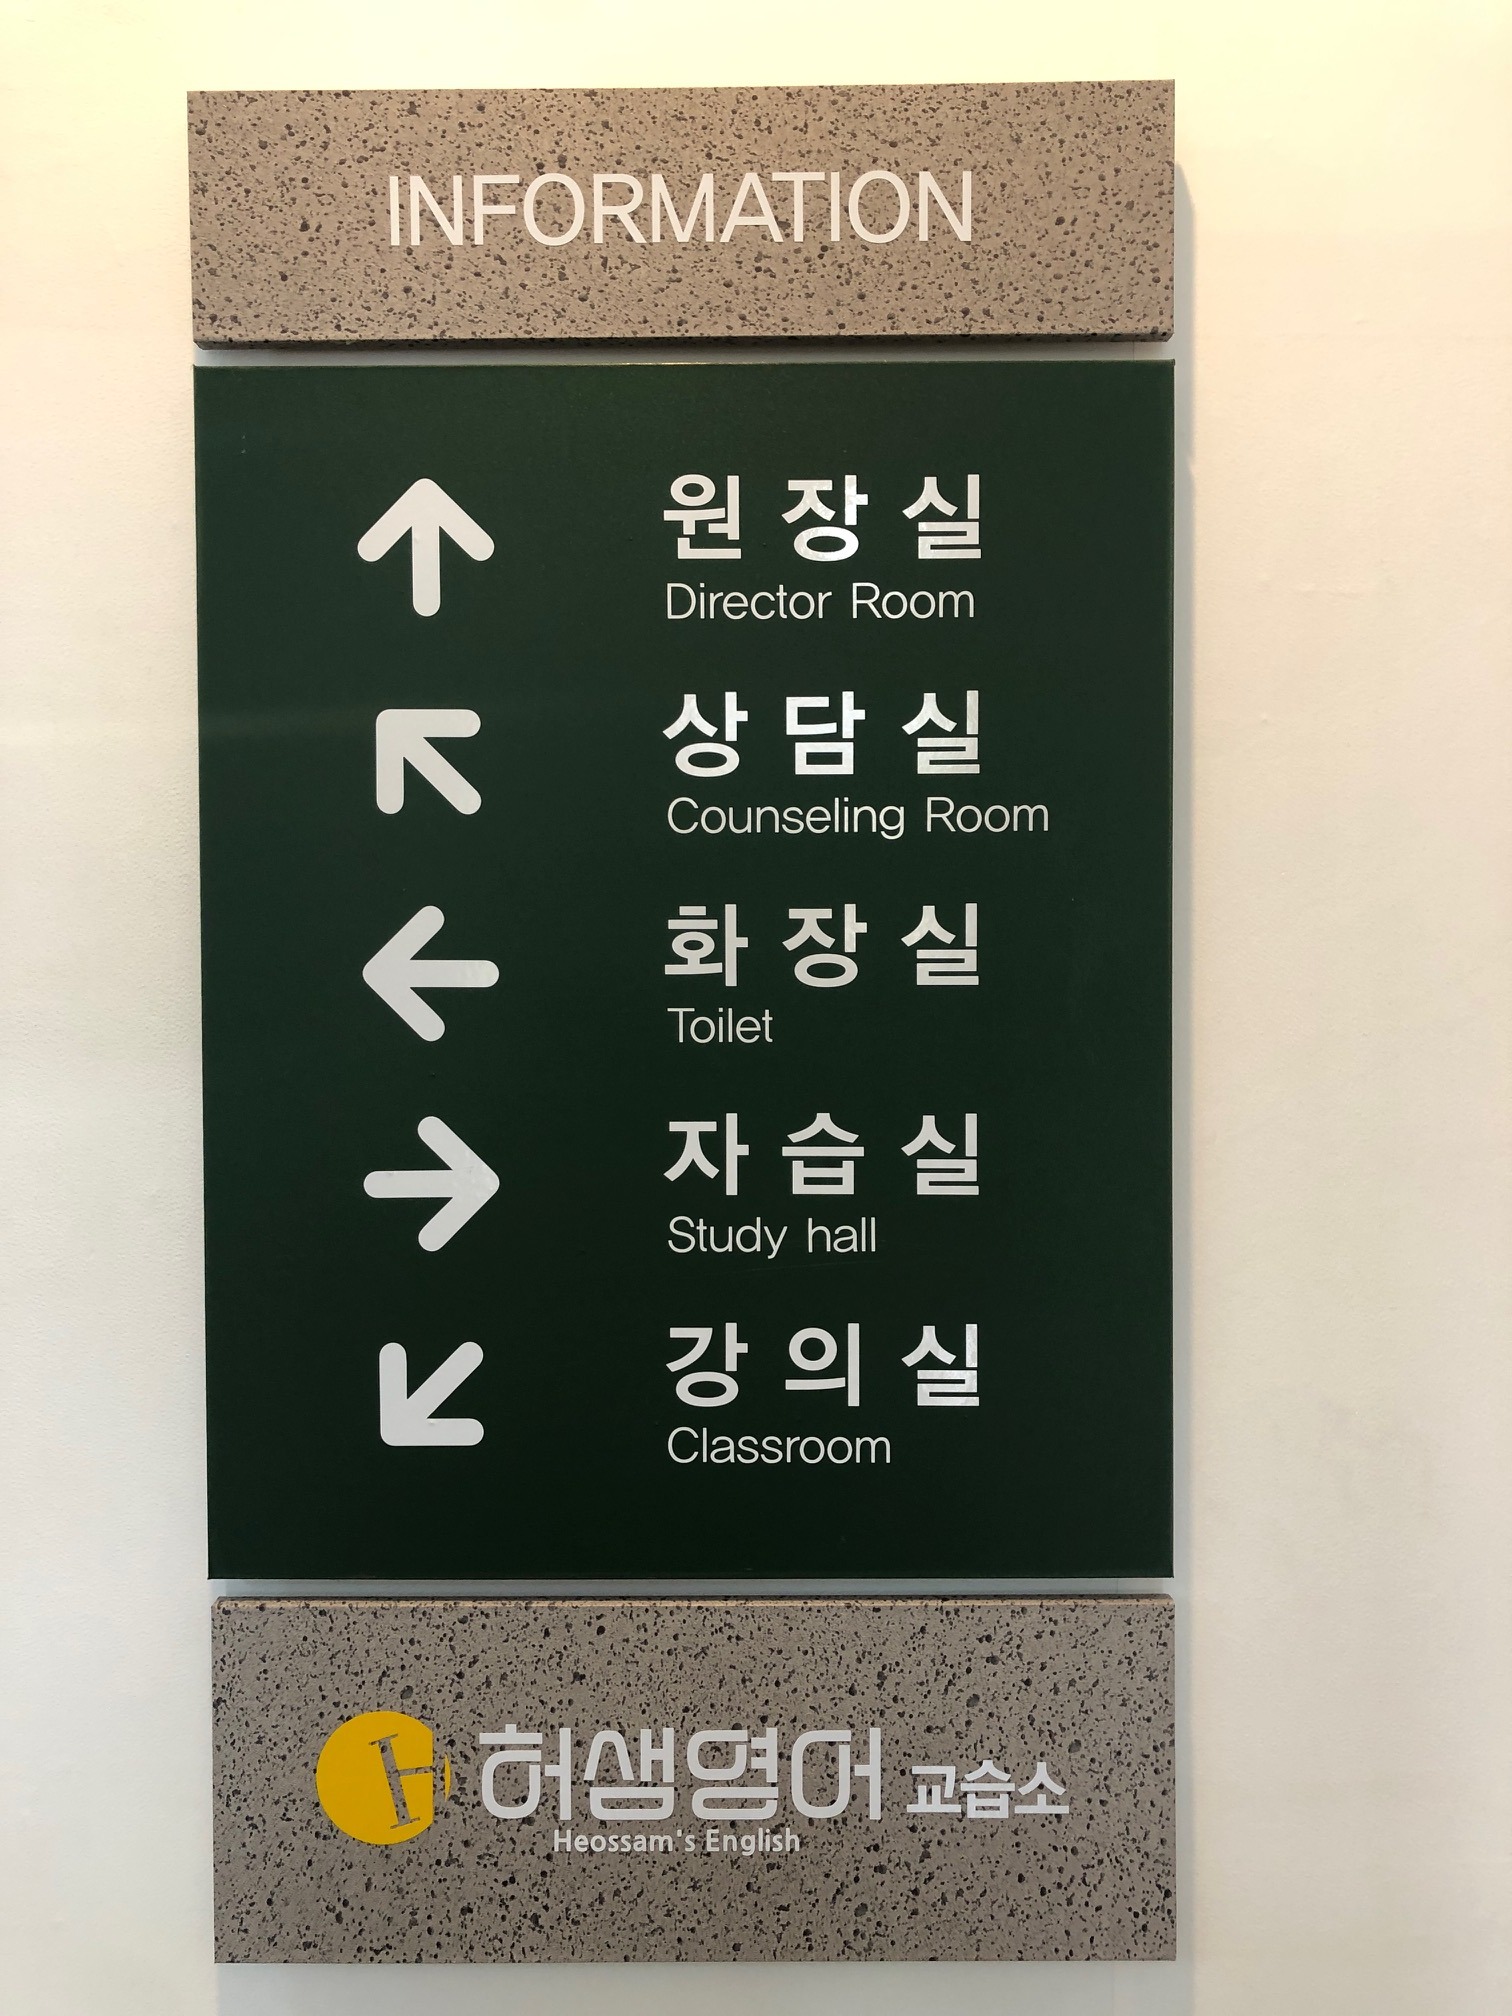 INFORMATION
원장실
Director Room
상담실
Counseling Room
화장실
Toilet
자습실
Study hall
강의실
Classroom
허샘영어 교습소
Heossam's English